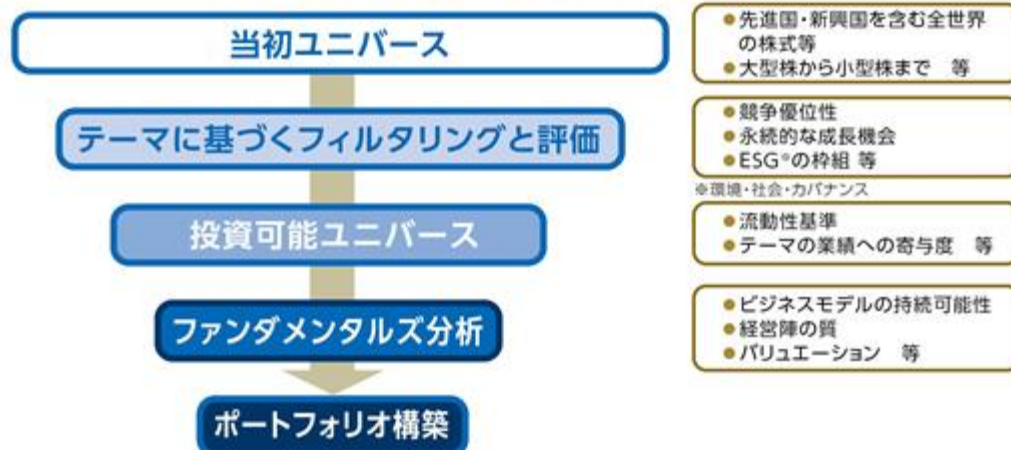 当初ユニバース
●先進国・新興国を含む全世界
の株式等
●大型株から小型株まで 等
テーマに基づくフィルタリングと評価
●競争優位性
●永続的な成長機会
●ESG※の枠組 等
※環境・社会・ガバナンス
投資可能ユニバース
●流動性基準
●テーマの業績への寄与度 等
ファンダメンタルズ分析
●ビジネスモデルの持続可能性
●経営陣の質
●バリュエーション 等
ポートフォリオ構築